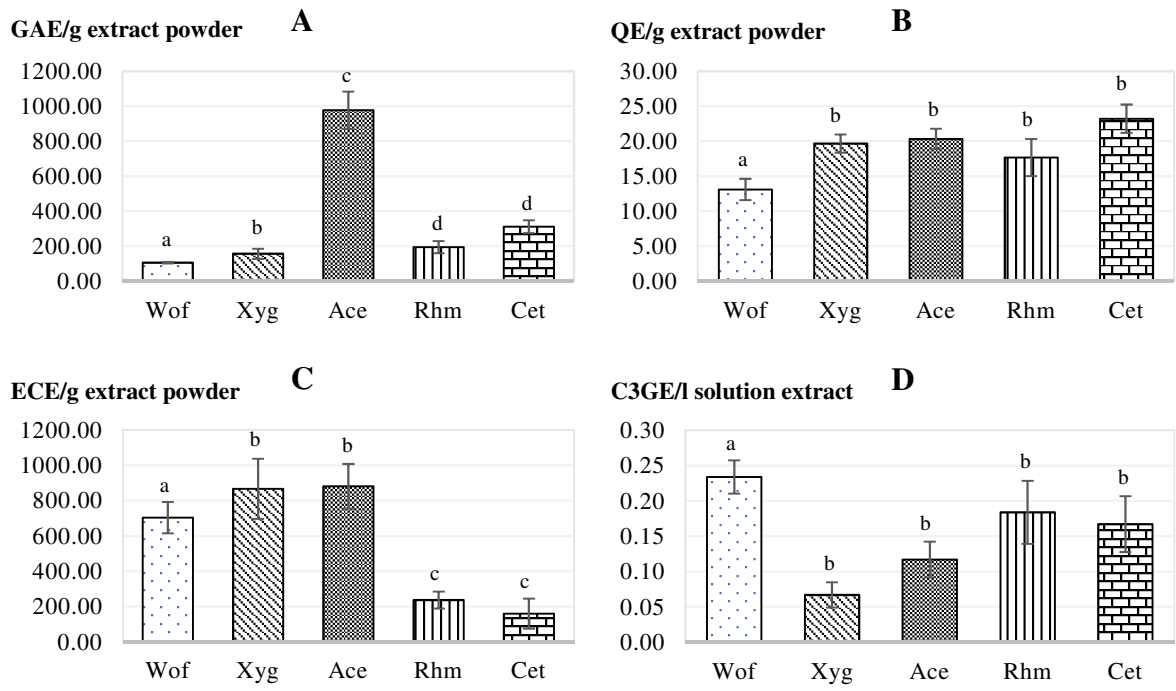 GAE/g extract powder A
1200.00
1000.00
800.00
600.00
400.00
200.00
0.00
a b c d d
Wof Xyg Ace Rhm Cet
QE/g extract powder B
30.00
25.00
20.00
15.00
10.00
5.00
0.00
a b b b b
Wof Xyg Ace Rhm Cet
ECE/g extract powder C
1200.00
1000.00
800.00
600.00
400.00
200.00
0.00
a b b c c
Wof Xyg Ace Rhm Cet
C3GE/l solution extract D
0.30
0.25
0.20
0.15
0.10
0.05
0.00
a b b b b
Wof Xyg Ace Rhm Cet